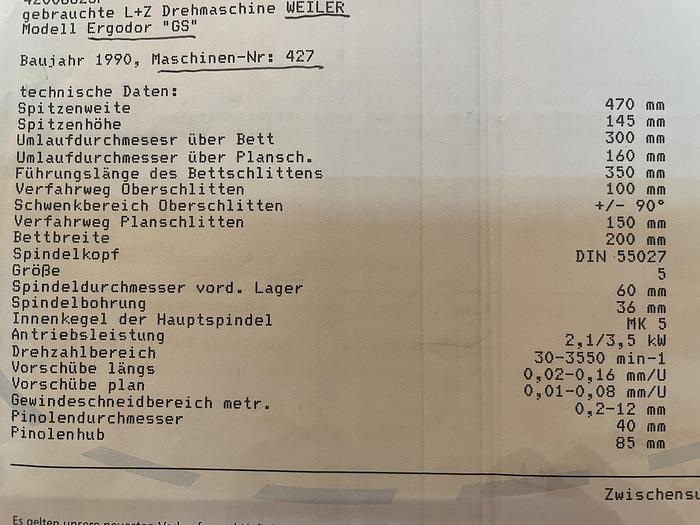 gebrauchte L+Z Drehmaschine WEILER
Modell Ergodor "GS"
Baujahr 1990, Maschinen-Nr: 427
technische Daten:
Spitzenweite 470 mm
Spitzenhöhe 145 mm
Umlaufdurchmesesr über Bett 300 mm
Umlaufdurchmesser über Plansch. 160 mm
Führungslänge des Bettschlittens 350 mm
Verfahrweg Oberschlitten 100 mm
Schwenkbereich Oberschlitten +/- 90°
Verfahrweg Planschlitten 150 mm
Bettbreite 200 mm
Spindelkopf DIN 55027
Größe 5
Spindeldurchmesser vord. Lager 60 mm
Spindelbohrung 36 mm
Innenkegel der Hauptspindel MK 5
Antriebsleistung 2,1/3,5 kW
Drehzahlbereich 30-3550 min-1
Vorschübe längs 0,02-0,16 mm/U
Vorschübe plan 0,01-0,08 mm/U
Gewindeschneidbereich metr. 0,2-12 mm
Pinolendurchmesser 40 mm
Pinolenhub 85 mm
Zwischensu
Es gelten unsere neuesten